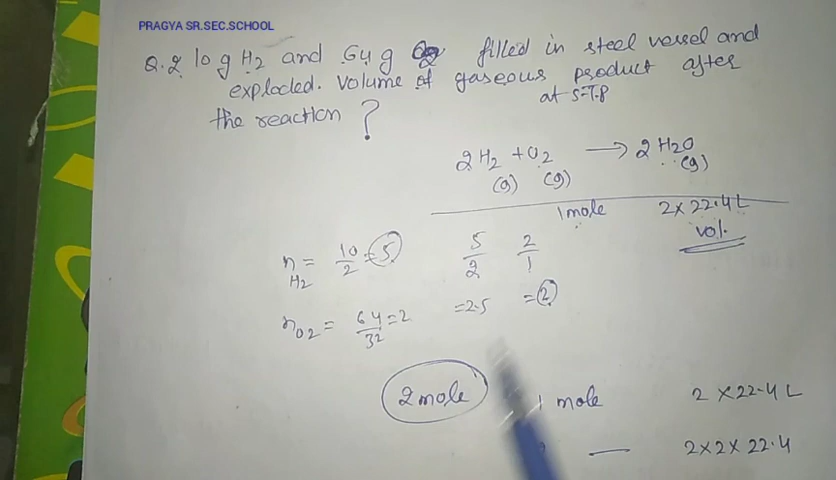 PRAGYA SR.SEC.SCHOOL
Q.2 10 g H2 and 64 g O2 filled in steel vessel and
exploded. Volume of gaseous product after
at S.T.P
the reaction ?
2H2 + O2 → 2H2O
(g) (g) (g)
1 mole 2 × 22.4 L
vol.
nH2 = 10/2 = 5 5/2 2/1
nO2 = 64/32 = 2 = 2.5 = 2
2 mole 1 mole 2 × 22.4 L
— 2 × 2 × 22.4